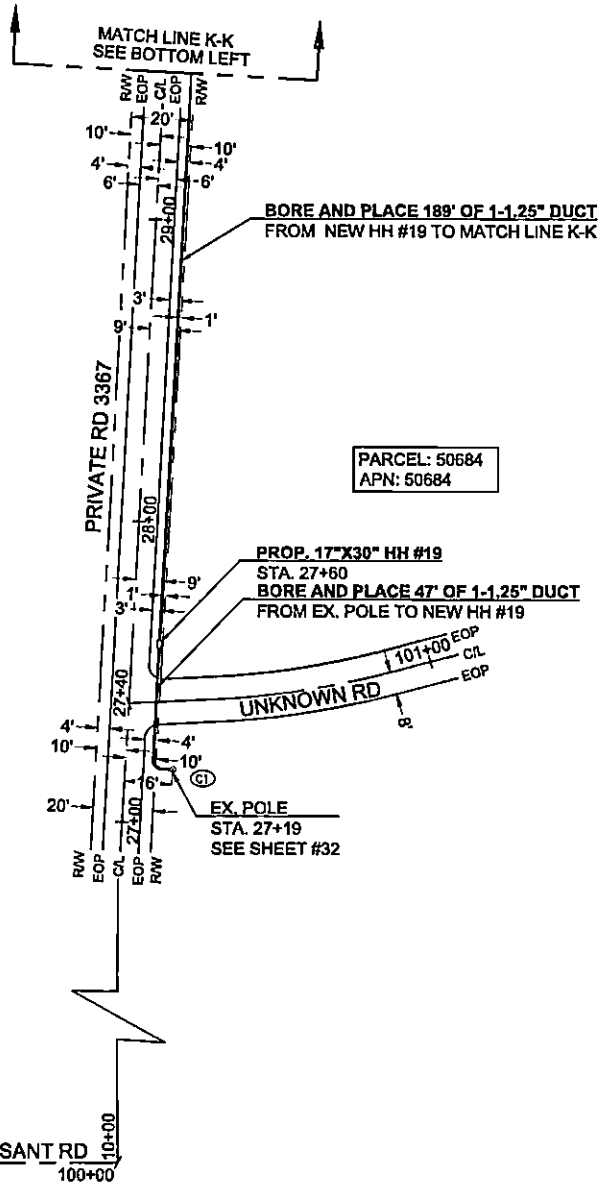 MATCH LINE K-K
SEE BOTTOM LEFT
R/W
EOP
C/L
EOP
R/W
20'
10'
10'
4'
4'
6'
6'
29+00
BORE AND PLACE 189' OF 1-1.25" DUCT
FROM NEW HH #19 TO MATCH LINE K-K
3'
1'
9'
PRIVATE RD 3367
PARCEL: 50684
APN: 50684
28+00
PROP. 17"X30" HH #19
STA. 27+60
9'
1'
3'
BORE AND PLACE 47' OF 1-1.25" DUCT
FROM EX. POLE TO NEW HH #19
101+00
EOP
C/L
EOP
UNKNOWN RD
27+40
4'
4'
10'
10'
8'
16'
C1
20'
27+00
EX. POLE
STA. 27+19
SEE SHEET #32
R/W
EOP
C/L
EOP
R/W
10+00
SANT RD
100+00